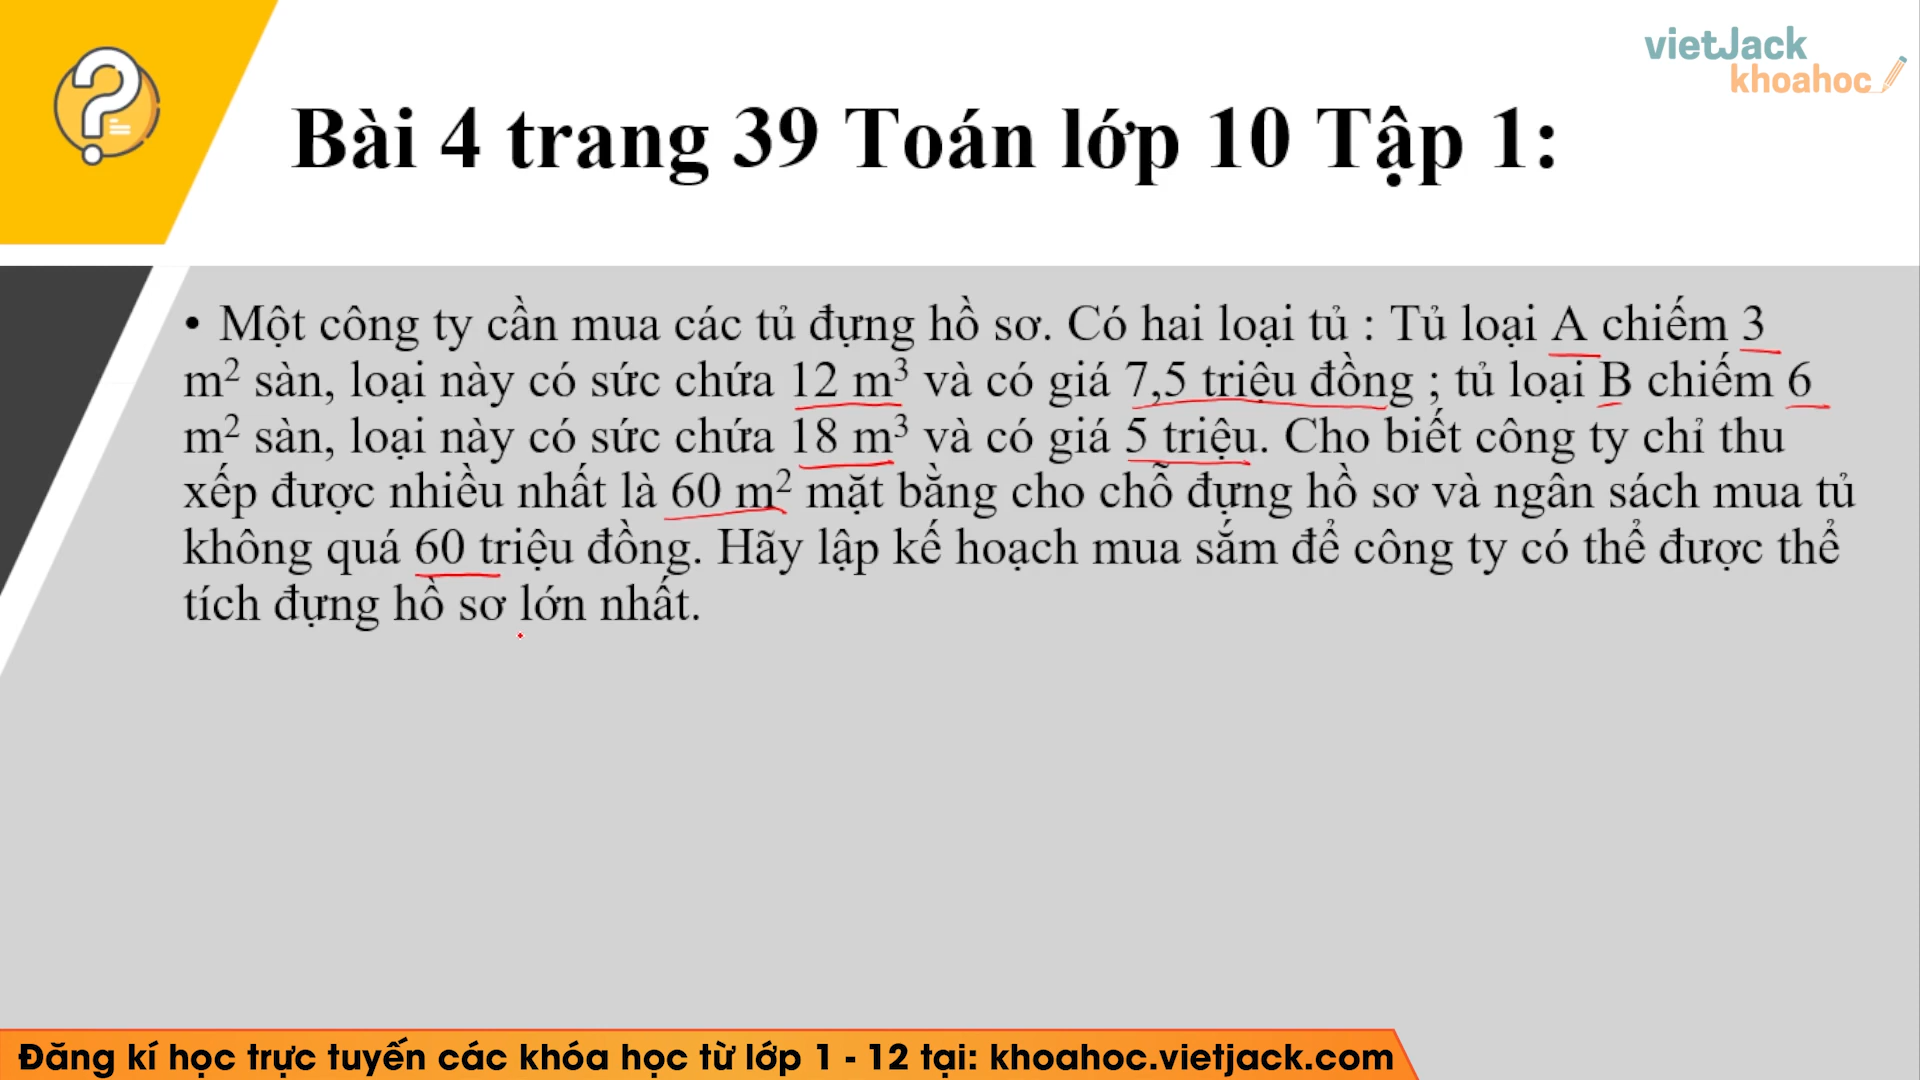 vietJack
khoahoc
Bài 4 trang 39 Toán lớp 10 Tập 1:
• Một công ty cần mua các tủ đựng hồ sơ. Có hai loại tủ : Tủ loại A chiếm 3
m² sàn, loại này có sức chứa 12 m³ và có giá 7,5 triệu đồng ; tủ loại B chiếm 6
m² sàn, loại này có sức chứa 18 m³ và có giá 5 triệu. Cho biết công ty chỉ thu
xếp được nhiều nhất là 60 m² mặt bằng cho chỗ đựng hồ sơ và ngân sách mua tủ
không quá 60 triệu đồng. Hãy lập kế hoạch mua sắm để công ty có thể được thể
tích đựng hồ sơ lớn nhất.
Đăng kí học trực tuyến các khóa học từ lớp 1 - 12 tại: khoahoc.vietjack.com